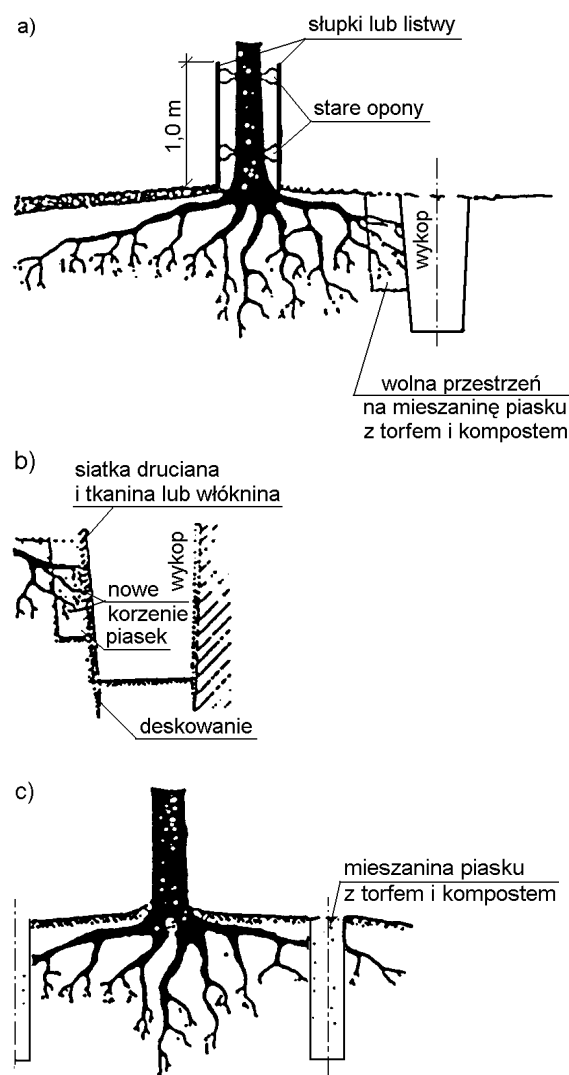 a)
słupki lub listwy
1,0 m
stare opony
wykop
wolna przestrzeń
na mieszaninę piasku
z torfem i kompostem
b)
siatka druciana
i tkanina lub włóknina
wykop
nowe
korzenie
piasek
deskowanie
c)
mieszanina piasku
z torfem i kompostem